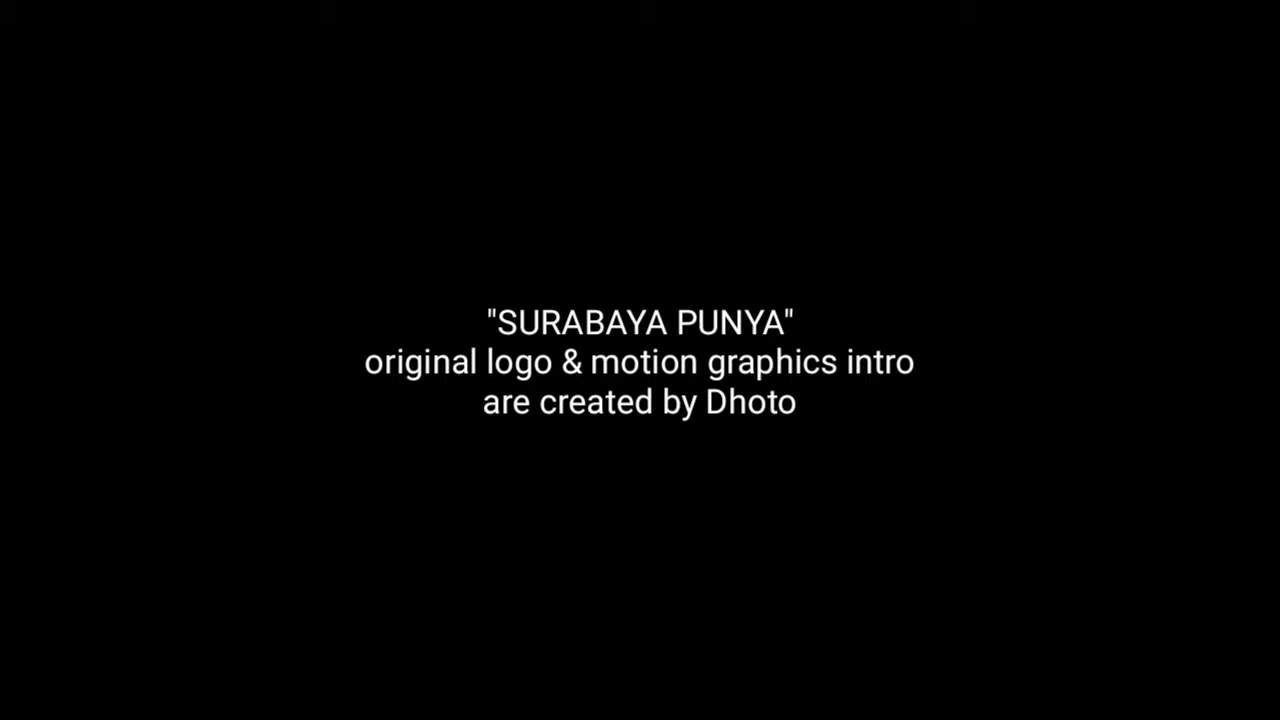 "SURABAYA PUNYA"
original logo & motion graphics intro
are created by Dhoto